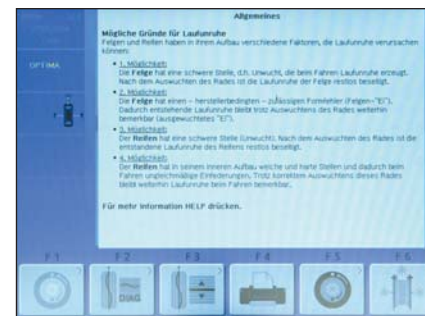 Allgemeines
Mögliche Gründe für Laufunruhe
Felgen und Reifen haben in ihrem Aufbau verschiedene Faktoren, die Laufunruhe verursachen
können:
• 1. Möglichkeit:
Die Felge hat eine schwere Stelle, d.h. Unwucht, die beim Fahren Laufunruhe erzeugt.
Nach dem Auswuchten des Rades ist die Laufunruhe der Felge restlos beseitigt.
• 2. Möglichkeit:
Die Felge hat einen - herstellerbedingten - zulässigen Formfehler (Felgen-"Ei").
Dadurch entstehende Laufunruhe bleibt trotz Auswuchtens des Rades weiterhin
bemerkbar (ausgewuchtetes "Ei").
• 3. Möglichkeit:
Der Reifen hat eine schwere Stelle (Unwucht). Nach dem Auswuchten des Rades ist die
entstandene Laufunruhe des Reifens restlos beseitigt.
• 4. Möglichkeit:
Der Reifen hat in seinem inneren Aufbau weiche und harte Stellen und dadurch beim
Fahren ungleichmäßige Einfederungen. Trotz korrektem Auswuchten dieses Rades
bleibt weiterhin Laufunruhe beim Fahren bemerkbar.
Für mehr Information HELP drücken.
OPTIMA
F 1 F 2 F 3 F 4 F 5 F 6
DIAG